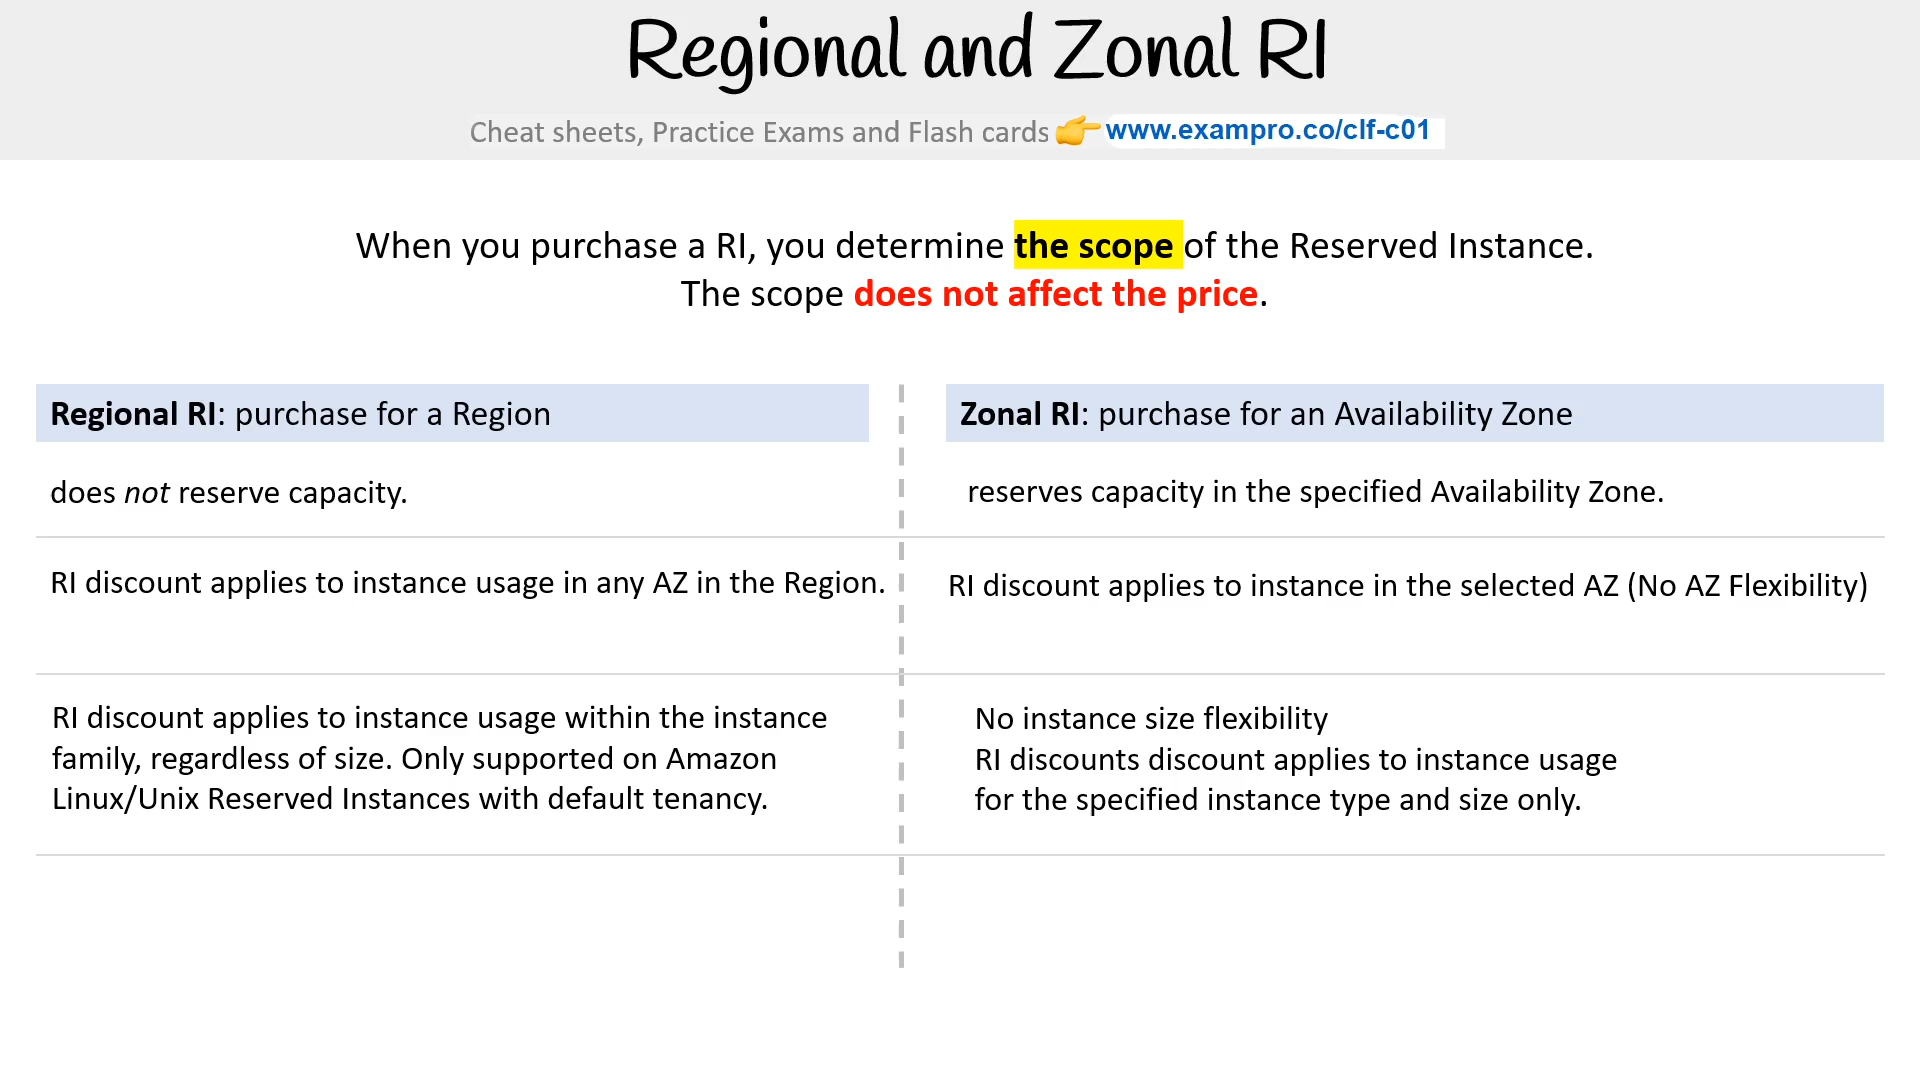 Regional and Zonal RI
Cheat sheets, Practice Exams and Flash cards 👉 www.exampro.co/clf-c01
When you purchase a RI, you determine the scope of the Reserved Instance.
The scope does not affect the price.
Regional RI: purchase for a Region
does not reserve capacity.
RI discount applies to instance usage in any AZ in the Region.
RI discount applies to instance usage within the instance
family, regardless of size. Only supported on Amazon
Linux/Unix Reserved Instances with default tenancy.
Zonal RI: purchase for an Availability Zone
reserves capacity in the specified Availability Zone.
RI discount applies to instance in the selected AZ (No AZ Flexibility)
No instance size flexibility
RI discounts discount applies to instance usage
for the specified instance type and size only.